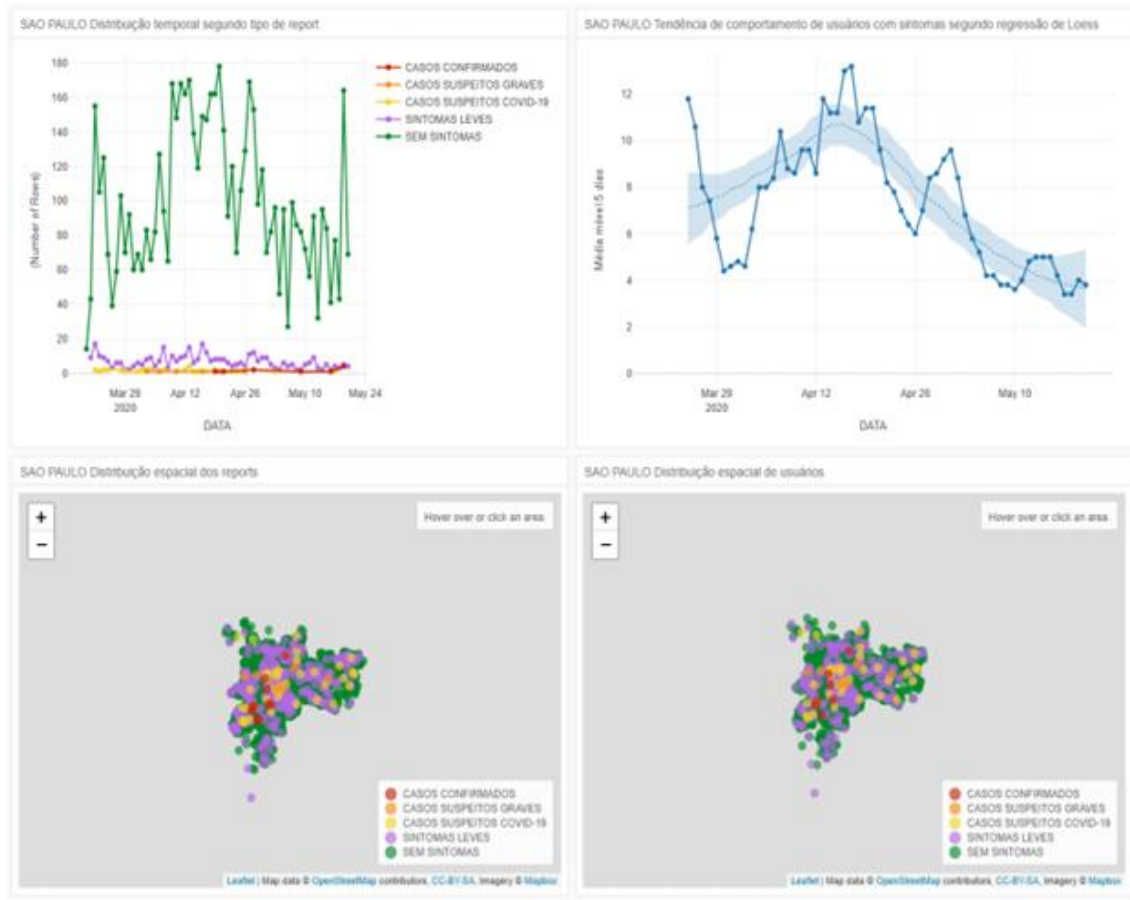 SAO PAULO Distribuição temporal segundo tipo de report
180
160
140
120
100
80
60
40
20
0
(Number of Rows)
Mar 29
2020
Apr 12
Apr 26
May 10
May 24
DATA
CASOS CONFIRMADOS
CASOS SUSPEITOS GRAVES
CASOS SUSPEITOS COVID-19
SINTOMAS LEVES
SEM SINTOMAS
SAO PAULO Tendência de comportamento de usuários com sintomas segundo regressão de Loess
12
10
8
6
4
2
0
Média móvel 5 dias
Mar 29
2020
Apr 12
Apr 26
May 10
DATA
SAO PAULO Distribuição espacial dos reports
+
−
Hover over or click an area.
CASOS CONFIRMADOS
CASOS SUSPEITOS GRAVES
CASOS SUSPEITOS COVID-19
SINTOMAS LEVES
SEM SINTOMAS
Leaflet | Map data © OpenStreetMap contributors, CC-BY-SA, Imagery © Mapbox
SAO PAULO Distribuição espacial de usuários
+
−
Hover over or click an area.
CASOS CONFIRMADOS
CASOS SUSPEITOS GRAVES
CASOS SUSPEITOS COVID-19
SINTOMAS LEVES
SEM SINTOMAS
Leaflet | Map data © OpenStreetMap contributors, CC-BY-SA, Imagery © Mapbox